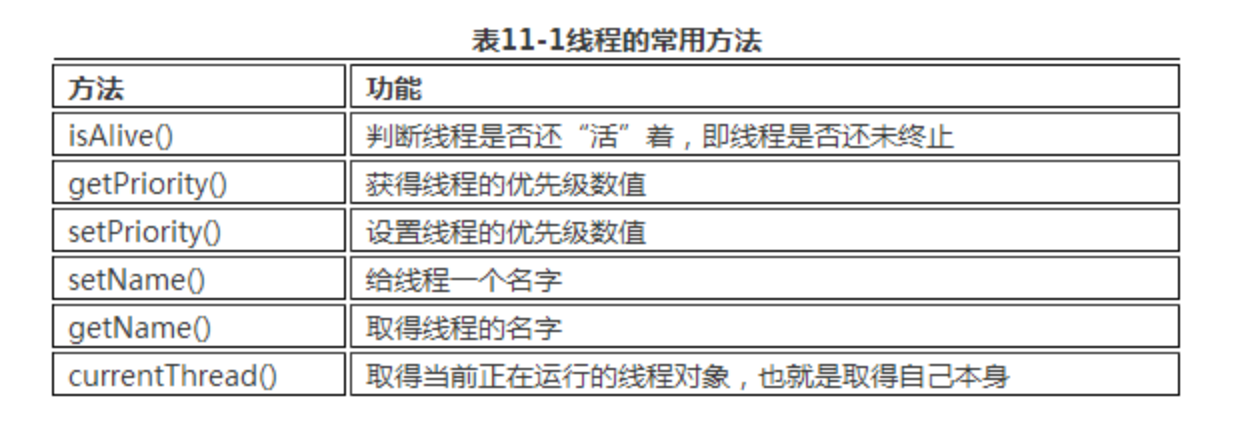 表11-1线程的常用方法
方法 功能
isAlive() 判断线程是否还“活”着，即线程是否还未终止
getPriority() 获得线程的优先级数值
setPriority() 设置线程的优先级数值
setName() 给线程一个名字
getName() 取得线程的名字
currentThread() 取得当前正在运行的线程对象，也就是取得自己本身